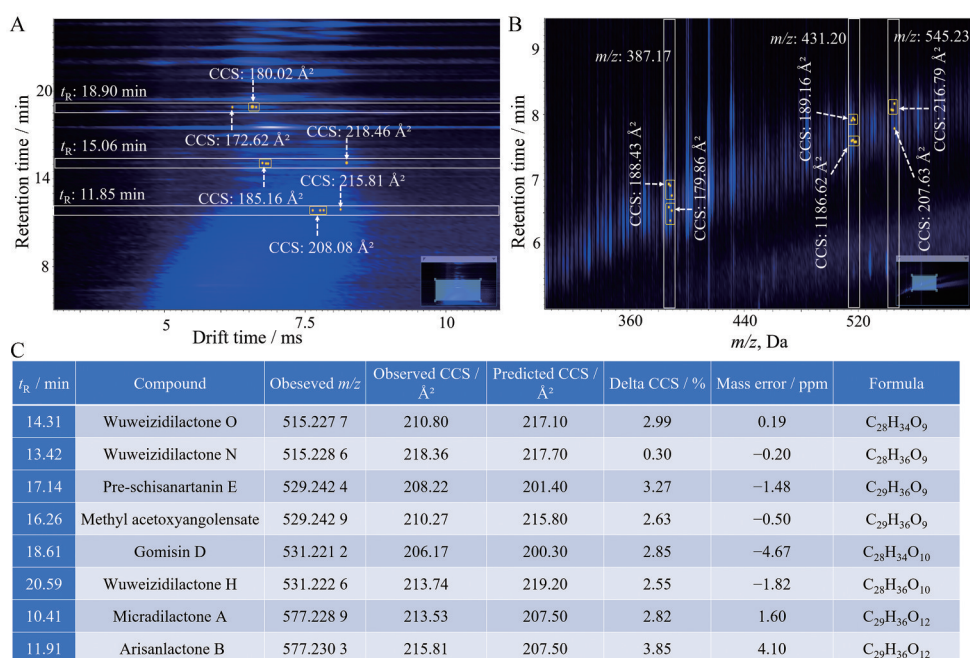 A
Retention time / min
20
14
8
CCS: 180.02 Å²
tR: 18.90 min
172.62 Å²
218.46 Å²
tR: 15.06 min
CCS: 185.16 Å²
215.81 Å²
tR: 11.85 min
CCS: 208.08 Å²
5 7.5 10
Drift time / ms
B
Retention time / min
9
8
7
6
m/z: 387.17
m/z: 431.20
m/z: 545.23
CCS: 188.43 Å²
CCS: 179.86 Å²
CCS: 189.16 Å²
CCS: 1186.62 Å²
CCS: 216.79 Å²
CCS: 207.63 Å²
360 440 520
m/z, Da
C
tR / min Compound Obeseved m/z Observed CCS / Å² Predicted CCS / Å² Delta CCS / % Mass error / ppm Formula
14.31 Wuweizidilactone O 515.227 7 210.80 217.10 2.99 0.19 C28H34O9
13.42 Wuweizidilactone N 515.228 6 218.36 217.70 0.30 −0.20 C28H36O9
17.14 Pre-schisanartanin E 529.242 4 208.22 201.40 3.27 −1.48 C29H36O9
16.26 Methyl acetoxyangolensate 529.242 9 210.27 215.80 2.63 −0.50 C29H36O9
18.61 Gomisin D 531.221 2 206.17 200.30 2.85 −4.67 C28H34O10
20.59 Wuweizidilactone H 531.222 6 213.74 219.20 2.55 −1.82 C28H36O10
10.41 Micradilactone A 577.228 9 213.53 207.50 2.82 1.60 C29H36O12
11.91 Arisanlactone B 577.230 3 215.81 207.50 3.85 4.10 C29H36O12